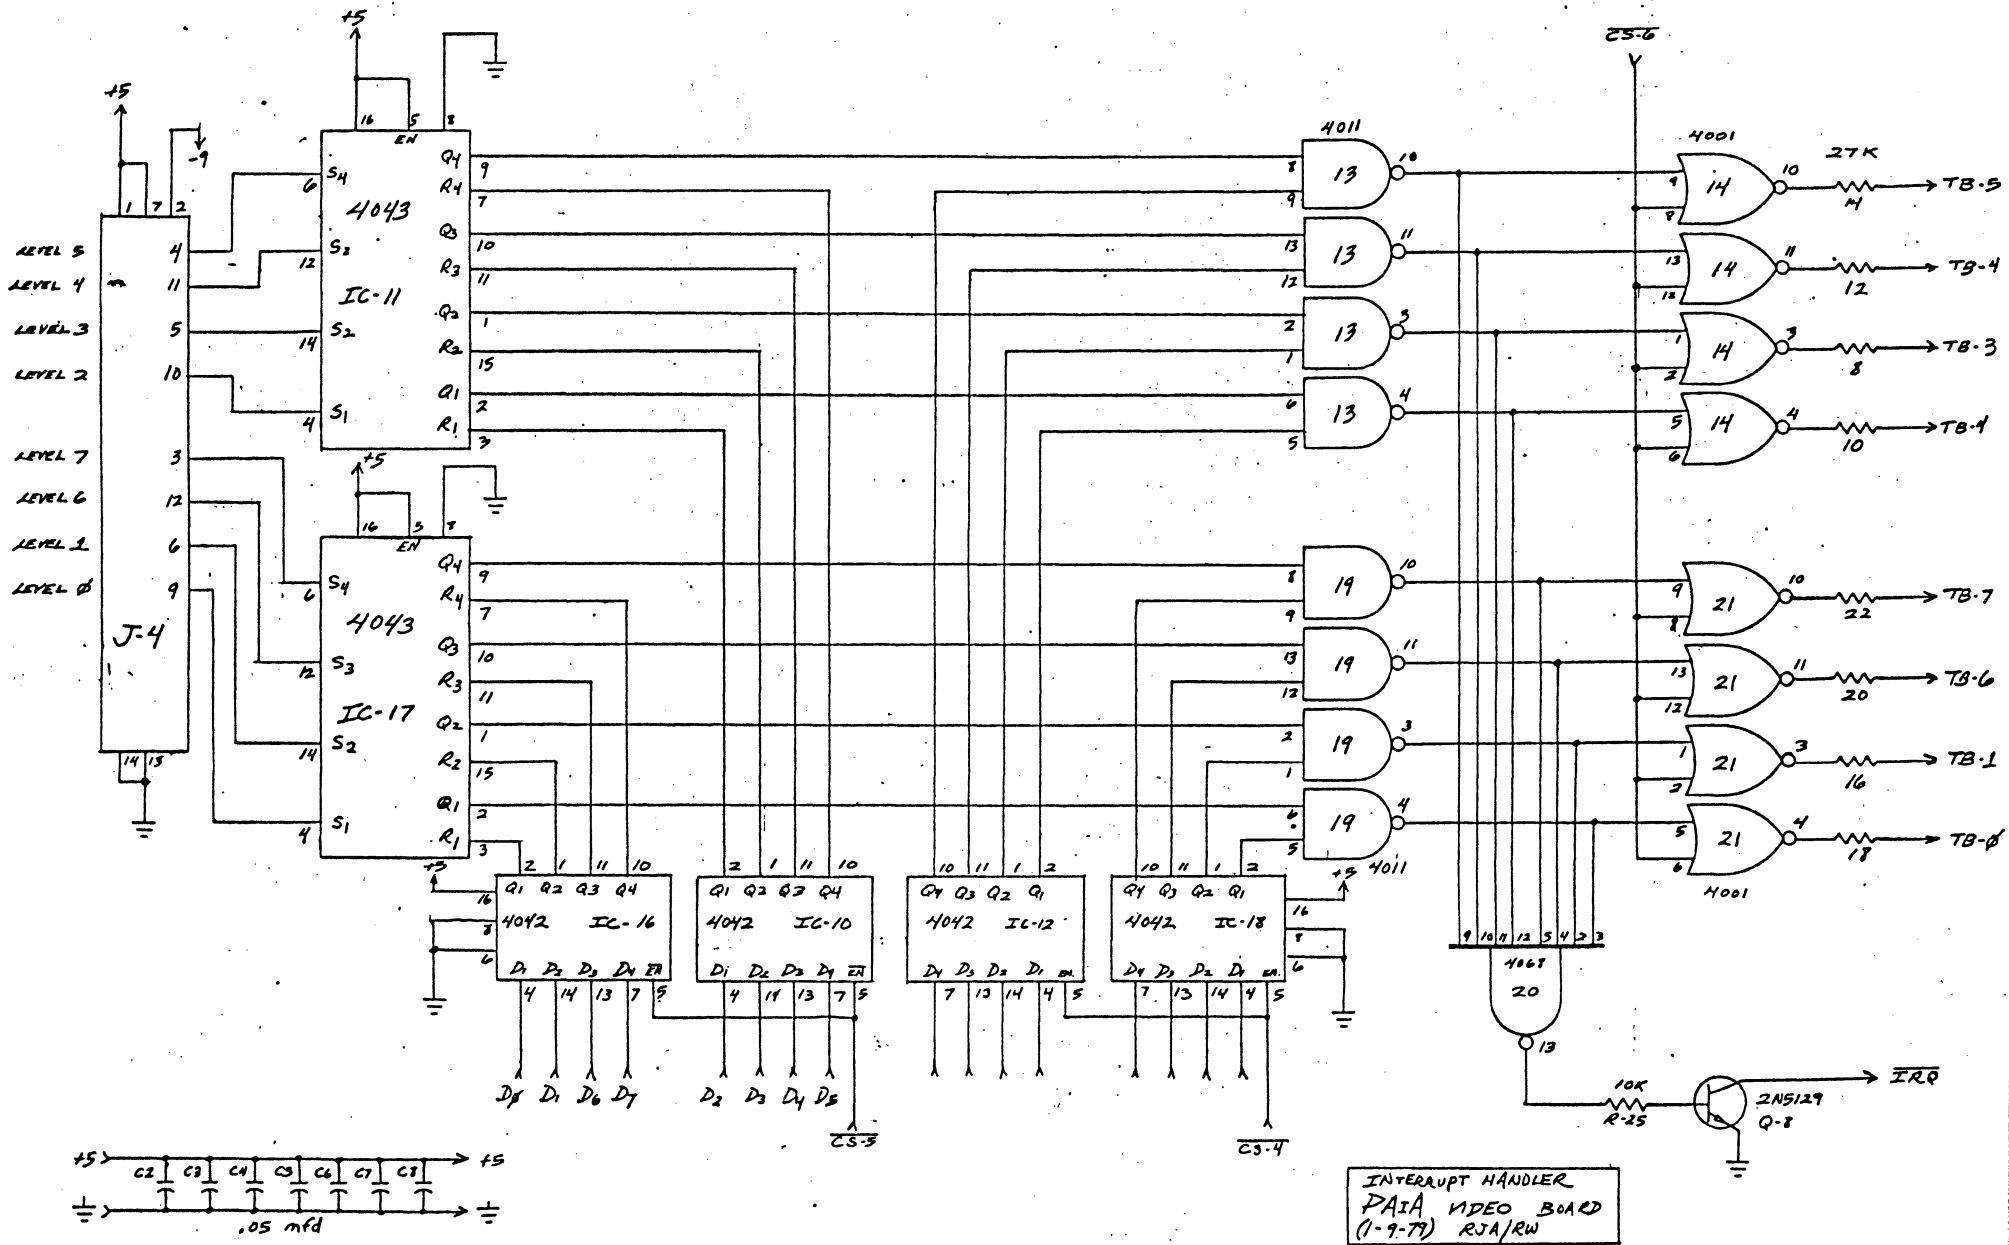 +5
CS-6
+5
-9
16 5 8
EN
1 7 2
LEVEL 5 4
LEVEL 4 11
LEVEL 3 5
LEVEL 2 10
LEVEL 7 3
LEVEL 6 12
LEVEL 1 6
LEVEL Ø 9
J-4
14 13
6 S4
12 S3
14 S2
4 S1
4043
IC-11
Q4 9
R4 7
Q3 10
R3 11
Q2 1
R2 15
Q1 2
R1 3
+5
16 5 8
EN
6 S4
12 S3
14 S2
4 S1
4043
IC-17
Q4 9
R4 7
Q3 10
R3 11
Q2 1
R2 15
Q1 2
R1 3
4011
8 9 13 10
13 12 13 11
2 1 13 3
6 5 13 4
8 9 19 10
13 12 19 11
2 1 19 3
6 5 19 4
4011
4001
27K
9 8 14 10 14 TB-5
13 12 14 11 12 TB-4
1 2 14 3 8 TB-3
5 6 14 4 10 TB-4
9 8 21 10 22 TB-7
13 12 21 11 20 TB-6
1 2 21 3 16 TB-1
5 6 21 4 18 TB-Ø
4001
+5
16
8
6
2 1 11 10
Q1 Q2 Q3 Q4
4042 IC-16
D1 D2 D3 D4 EN
4 14 13 7 5
DØ D1 D6 D7
2 1 11 10
Q1 Q2 Q3 Q4
4042 IC-10
D1 D2 D3 D4 EN
4 14 13 7 5
D2 D3 D4 D5
CS-5
10 11 1 2
Q4 Q3 Q2 Q1
4042 IC-12
D4 D3 D2 D1 EN.
7 13 14 4 5
10 11 1 2
Q4 Q3 Q2 Q1
4042 IC-18
D4 D3 D2 D1 EN.
7 13 14 4 5
+5
16
8
6
CS-4
9 10 11 12 5 4 2 3
4068
20
13
10K
R-25
2N5129
Q-8
IRQ
+5 C2 C3 C4 C5 C6 C7 C8 +5
.05 mfd
INTERRUPT HANDLER
PAIA VIDEO BOARD
(1-9-79) RJA/RW